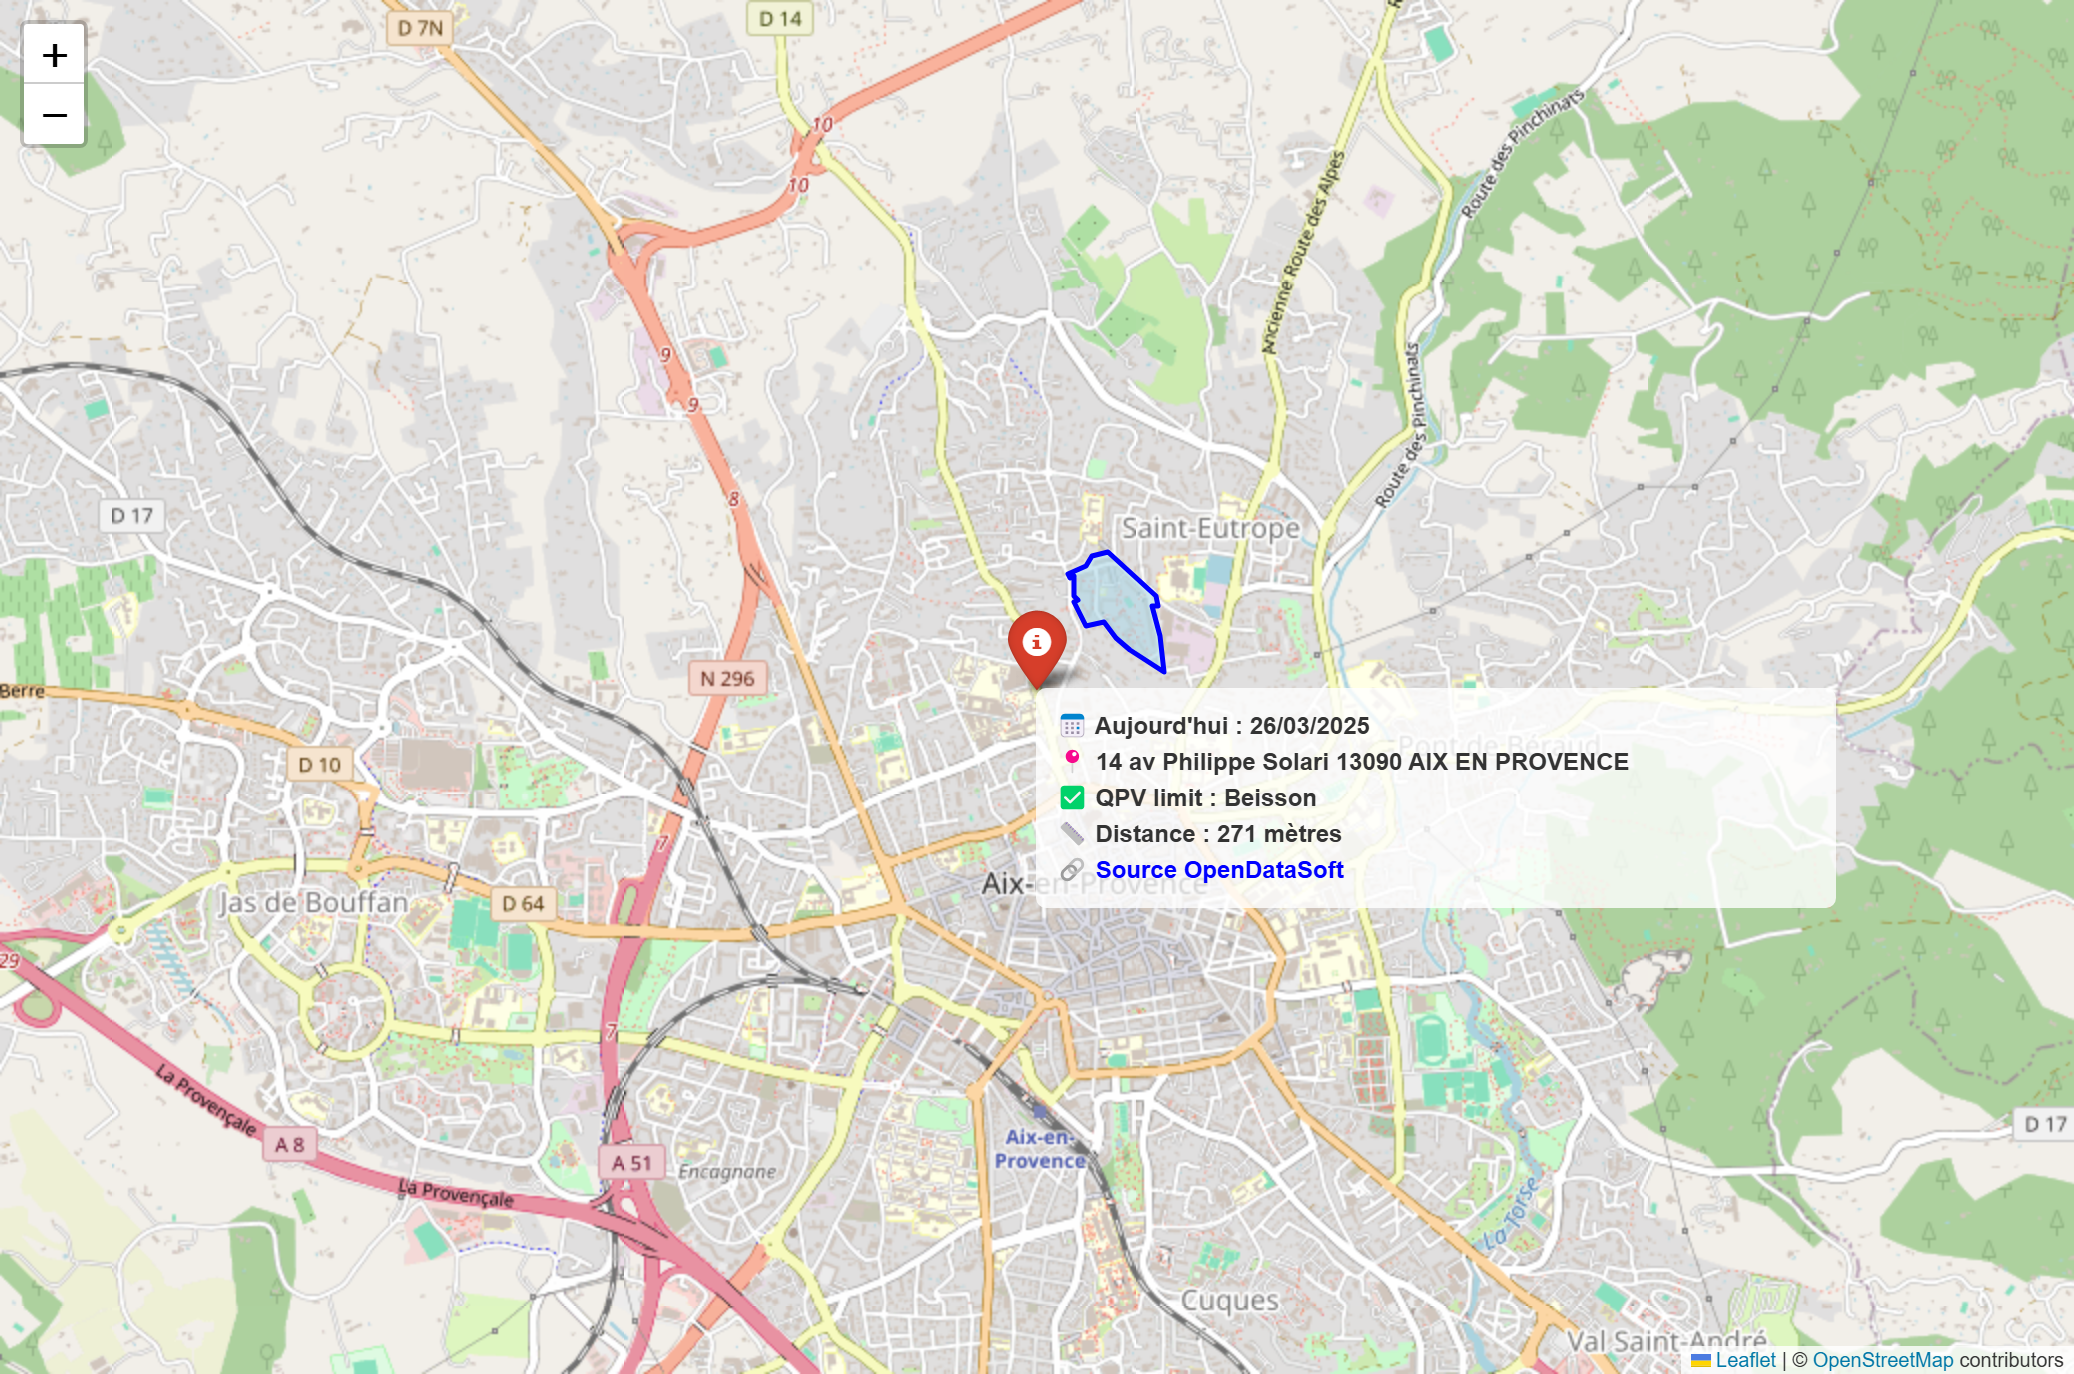 +
−
D 7N
D 14
10
10
Route des Pinchinats
Ancienne Route des Alpes
9
9
Route des Pinchinats
8
D 17
Saint-Eutrope
N 296
Berre
D 10
Aujourd'hui : 26/03/2025
14 av Philippe Solari 13090 AIX EN PROVENCE
QPV limit : Beisson
Distance : 271 mètres
Source OpenDataSoft
7
Aix-en-Provence
Jas de Bouffan
D 64
29
7
La Provençale
A 8
A 51
Encagnane
La Provençale
Aix-en-
Provence
D 17
La Torse
Cuques
Val Saint-André
Leaflet | © OpenStreetMap contributors